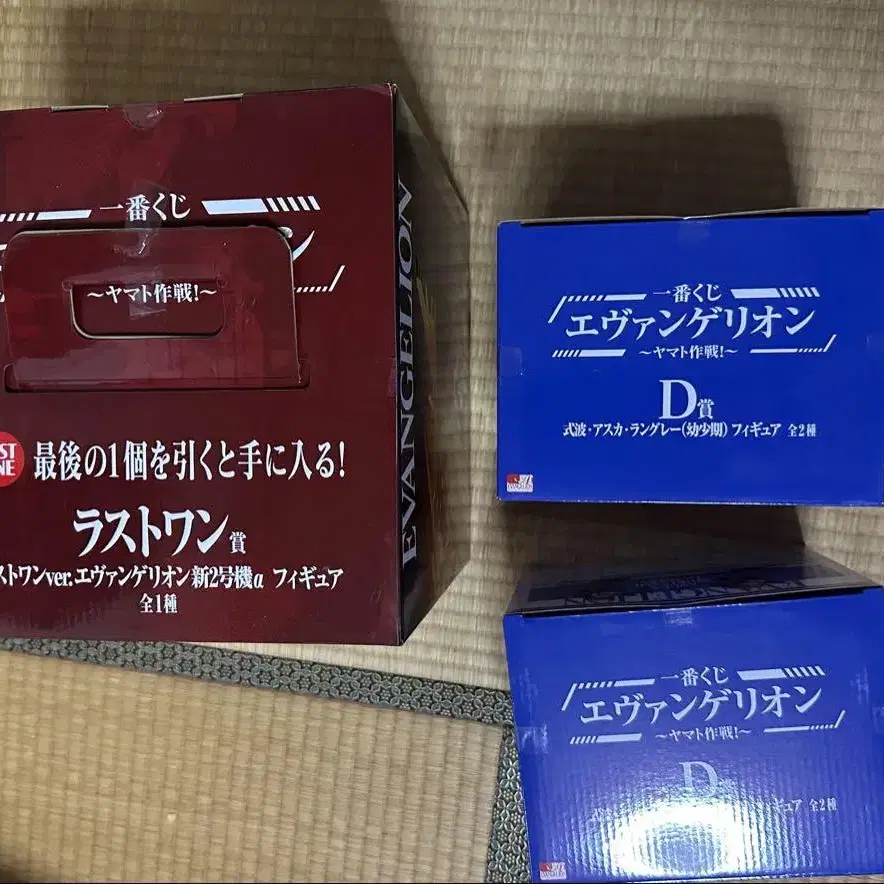 一番くじ
ン
～ヤマト作戦!～
ST
NE
最後の1個を引くと手に入る!
ラストワン賞
ストワンver.エヴァンゲリオン新2号機α フィギュア
全1種
EVANGELION
一番くじ
エヴァンゲリオン
～ヤマト作戦!～
D賞
式波・アスカ・ラングレー(幼少期) フィギュア 全2種
一番くじ
エヴァンゲリオン
～ヤマト作戦!～
D
ギュア 全2種